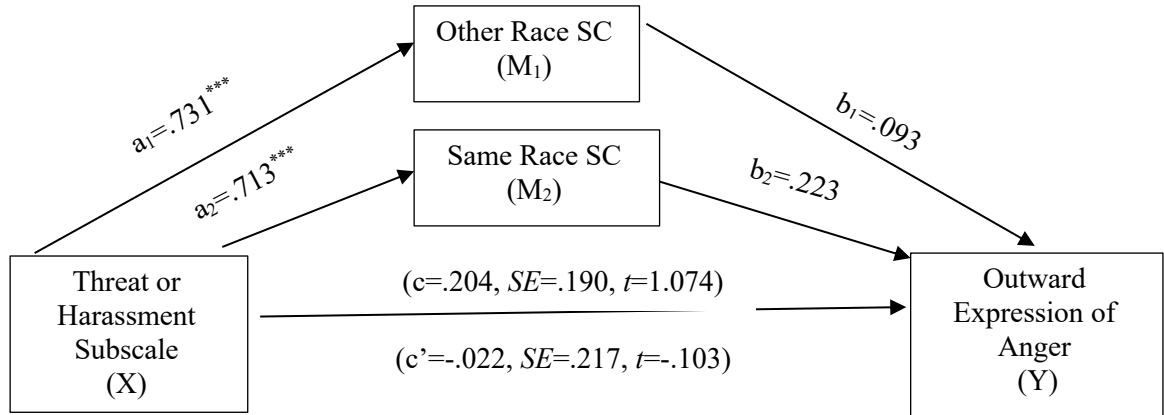 Other Race SC
(M₁)
a₁=.731***
b₁=.093
Same Race SC
(M₂)
a₂=.713***
b₂=.223
Threat or
Harassment
Subscale
(X)
(c=.204, SE=.190, t=1.074)
(c’=-.022, SE=.217, t=-.103)
Outward
Expression of
Anger
(Y)